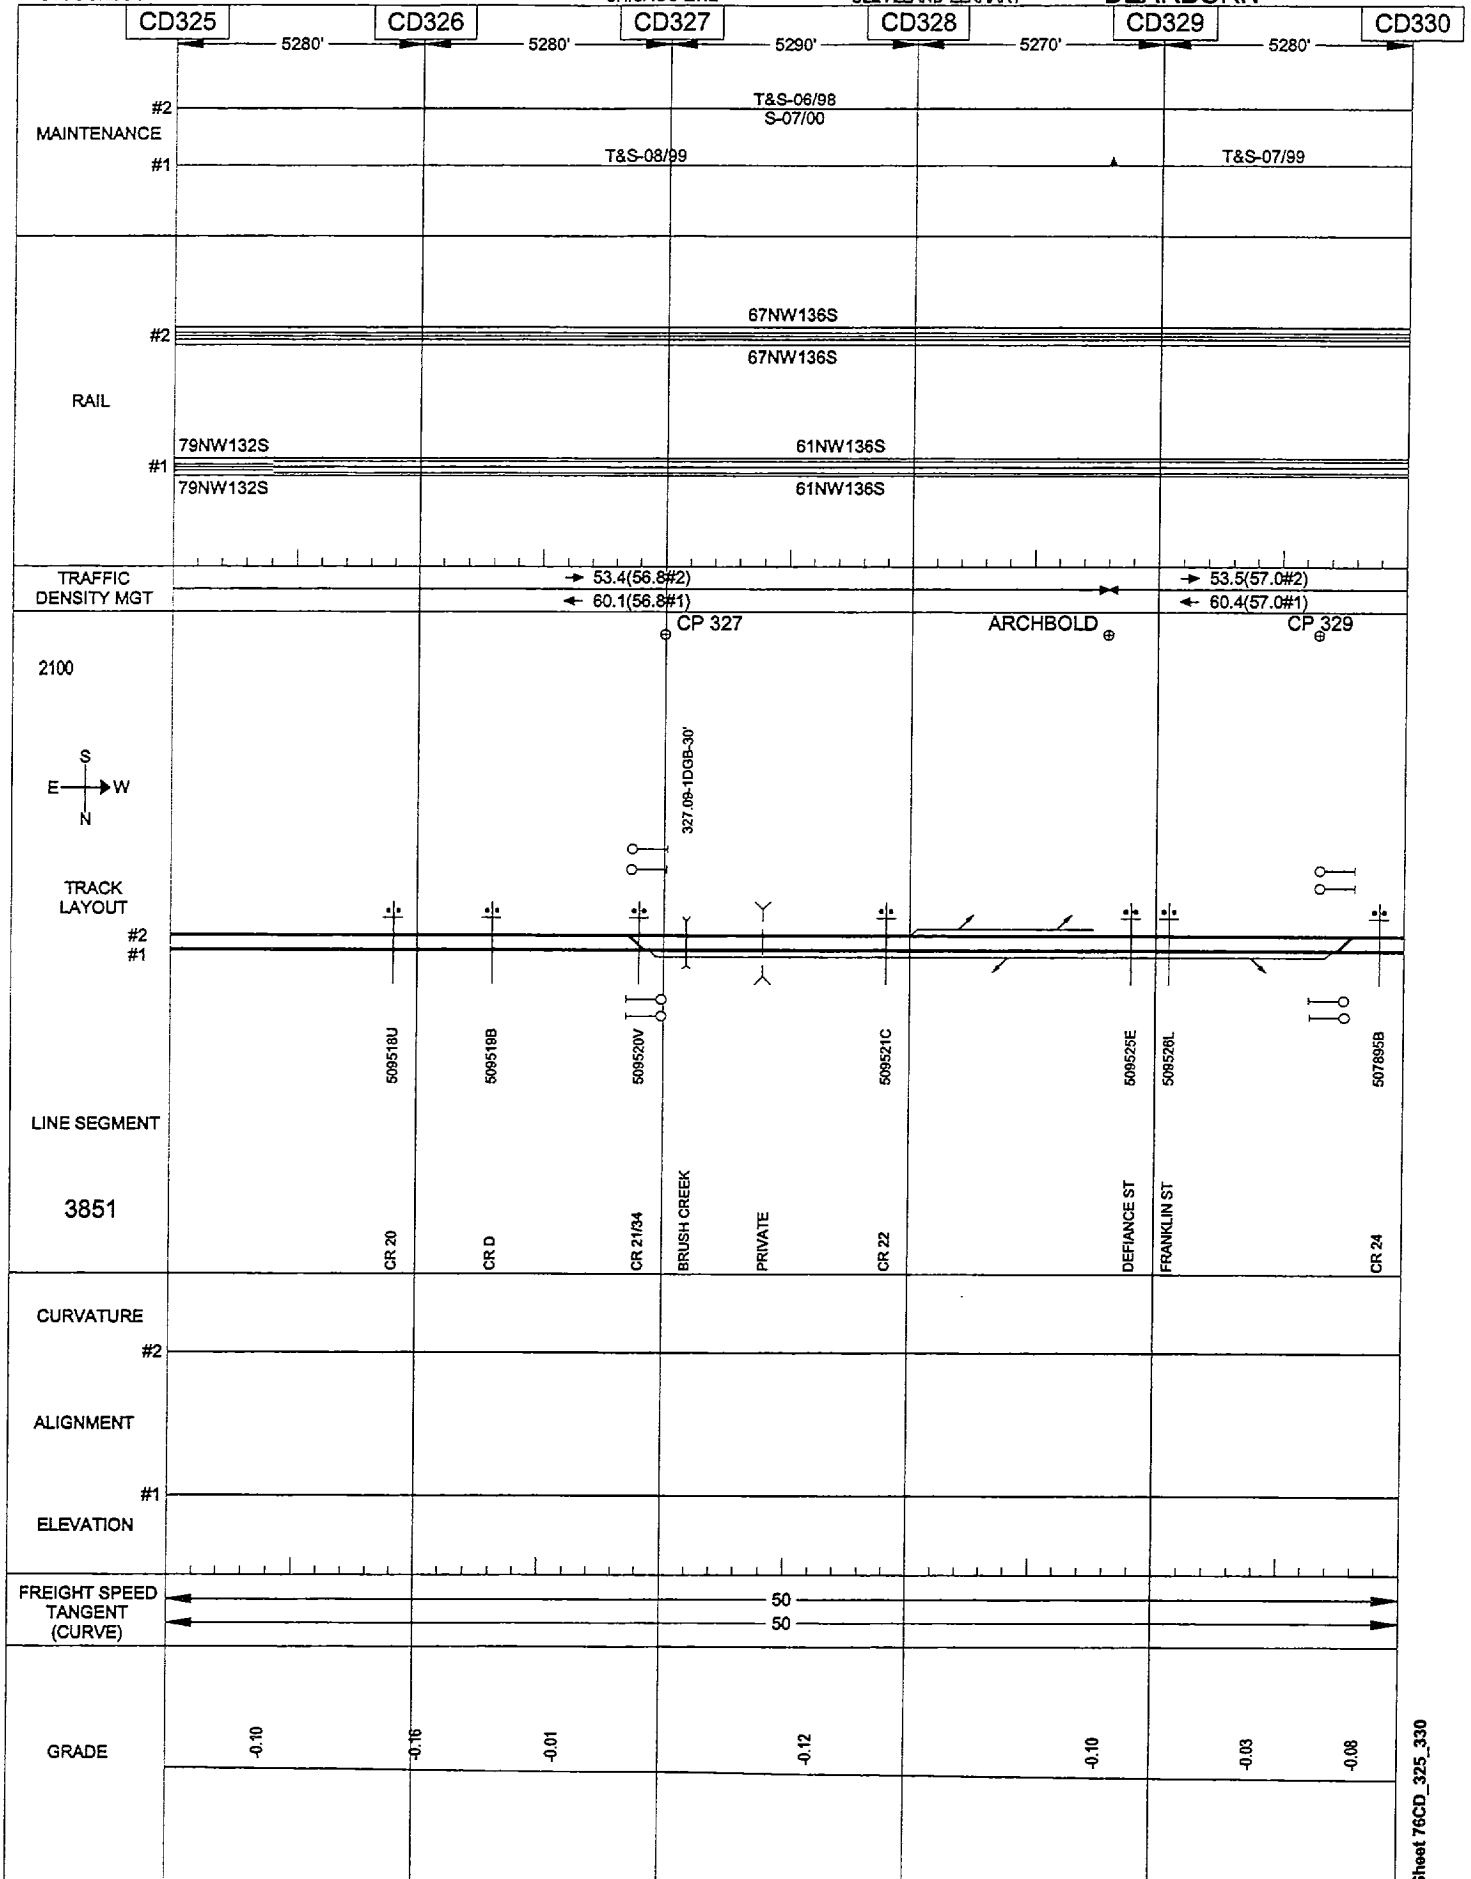 CD325 CD326 CD327 CD328 CD329 CD330
5280' 5280' 5290' 5270' 5280'
#2 T&S-06/98
S-07/00
MAINTENANCE
#1 T&S-08/99 T&S-07/99
67NW136S
#2
67NW136S
RAIL
79NW132S 61NW136S
#1
79NW132S 61NW136S
TRAFFIC
DENSITY MGT
→ 53.4(56.8#2) → 53.5(57.0#2)
← 60.1(56.8#1) ← 60.4(57.0#1)
CP 327 ARCHBOLD CP 329
2100
S
E W
N
327.09-1DGB-30'
TRACK
LAYOUT
#2
#1
509518U 509519B 509520V 509521C 509525E 509526L 507895B
LINE SEGMENT
3851
CR 20 CR D CR 21/34 BRUSH CREEK PRIVATE CR 22 DEFIANCE ST FRANKLIN ST CR 24
CURVATURE
#2
ALIGNMENT
#1
ELEVATION
FREIGHT SPEED
TANGENT
(CURVE)
50
50
GRADE
-0.10 -0.16 -0.01 -0.12 -0.10 -0.03 -0.08
Sheet 76CD_325_330